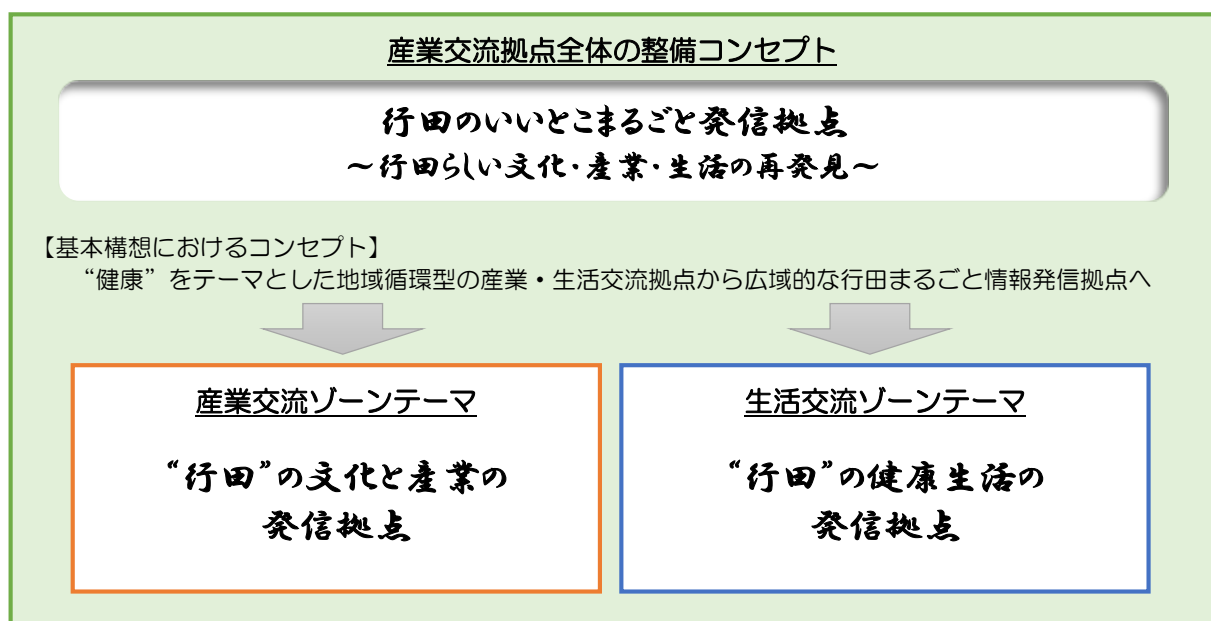 産業交流拠点全体の整備コンセプト
行田のいいとこまるごと発信拠点
～行田らしい文化・産業・生活の再発見～
【基本構想におけるコンセプト】
“健康”をテーマとした地域循環型の産業・生活交流拠点から広域的な行田まるごと情報発信拠点へ
産業交流ゾーンテーマ
“行田”の文化と産業の
発信拠点
生活交流ゾーンテーマ
“行田”の健康生活の
発信拠点